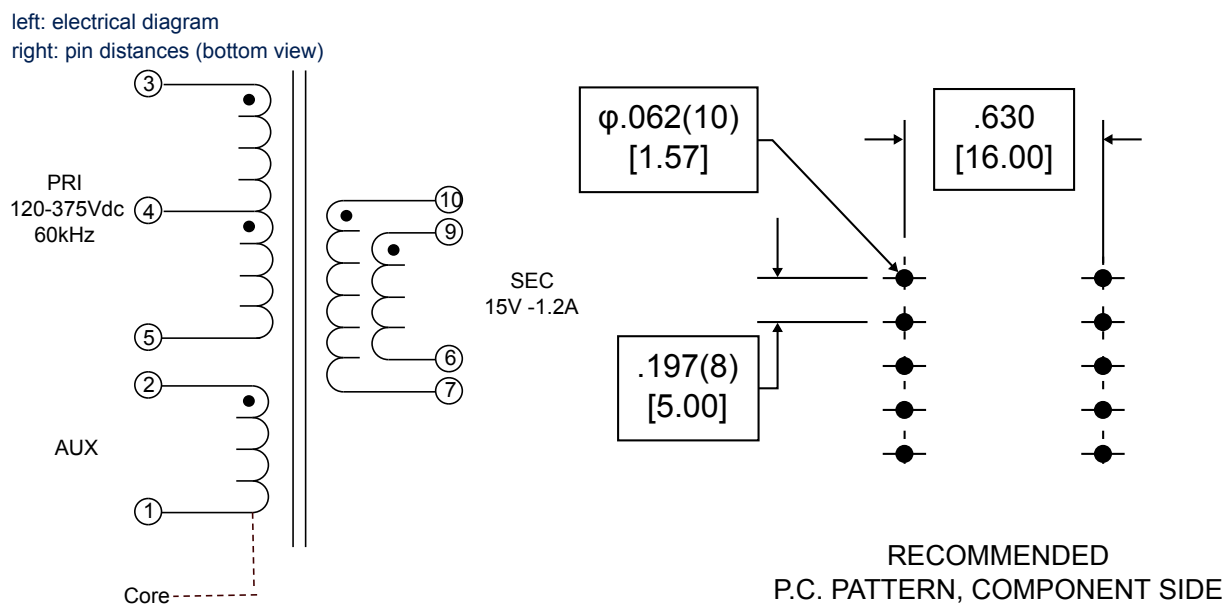 left: electrical diagram
right: pin distances (bottom view)
3
PRI
120-375Vdc
60kHz
4
5
2
AUX
1
Core
10
9
SEC
15V -1.2A
6
7
φ.062(10)
[1.57]
.630
[16.00]
.197(8)
[5.00]
RECOMMENDED
P.C. PATTERN, COMPONENT SIDE